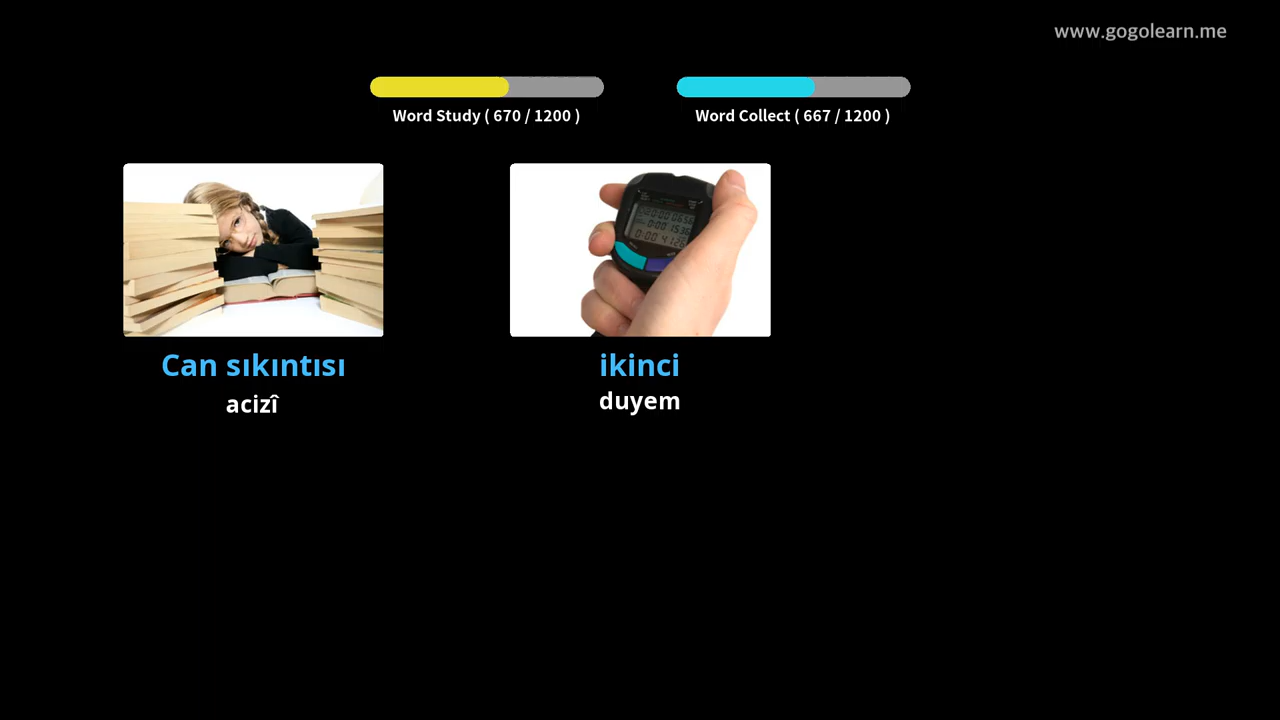 www.gogolearn.me
Word Study ( 670 / 1200 )
Word Collect ( 667 / 1200 )
Can sıkıntısı
acizî
ikinci
duyem